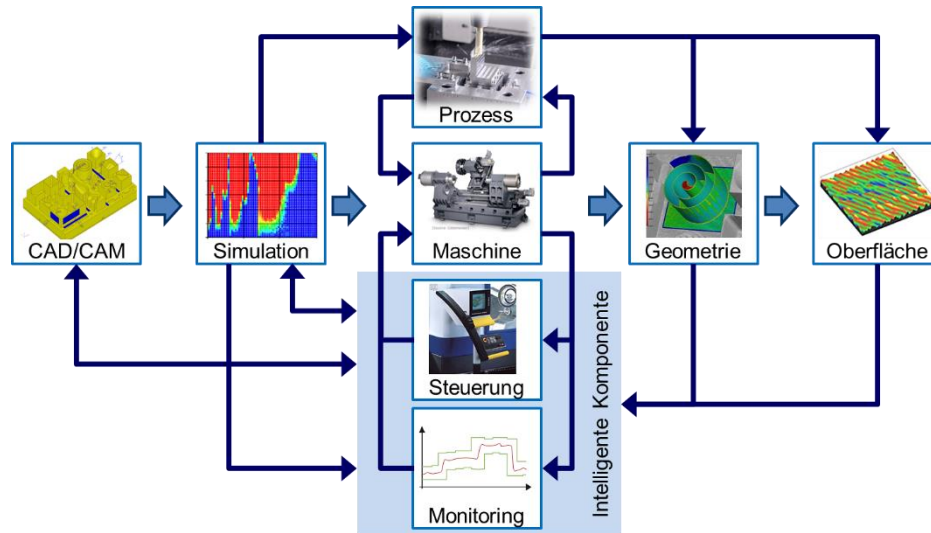 Prozess
CAD/CAM
Simulation
Maschine
Geometrie
Oberfläche
Steuerung
Monitoring
Intelligente Komponente